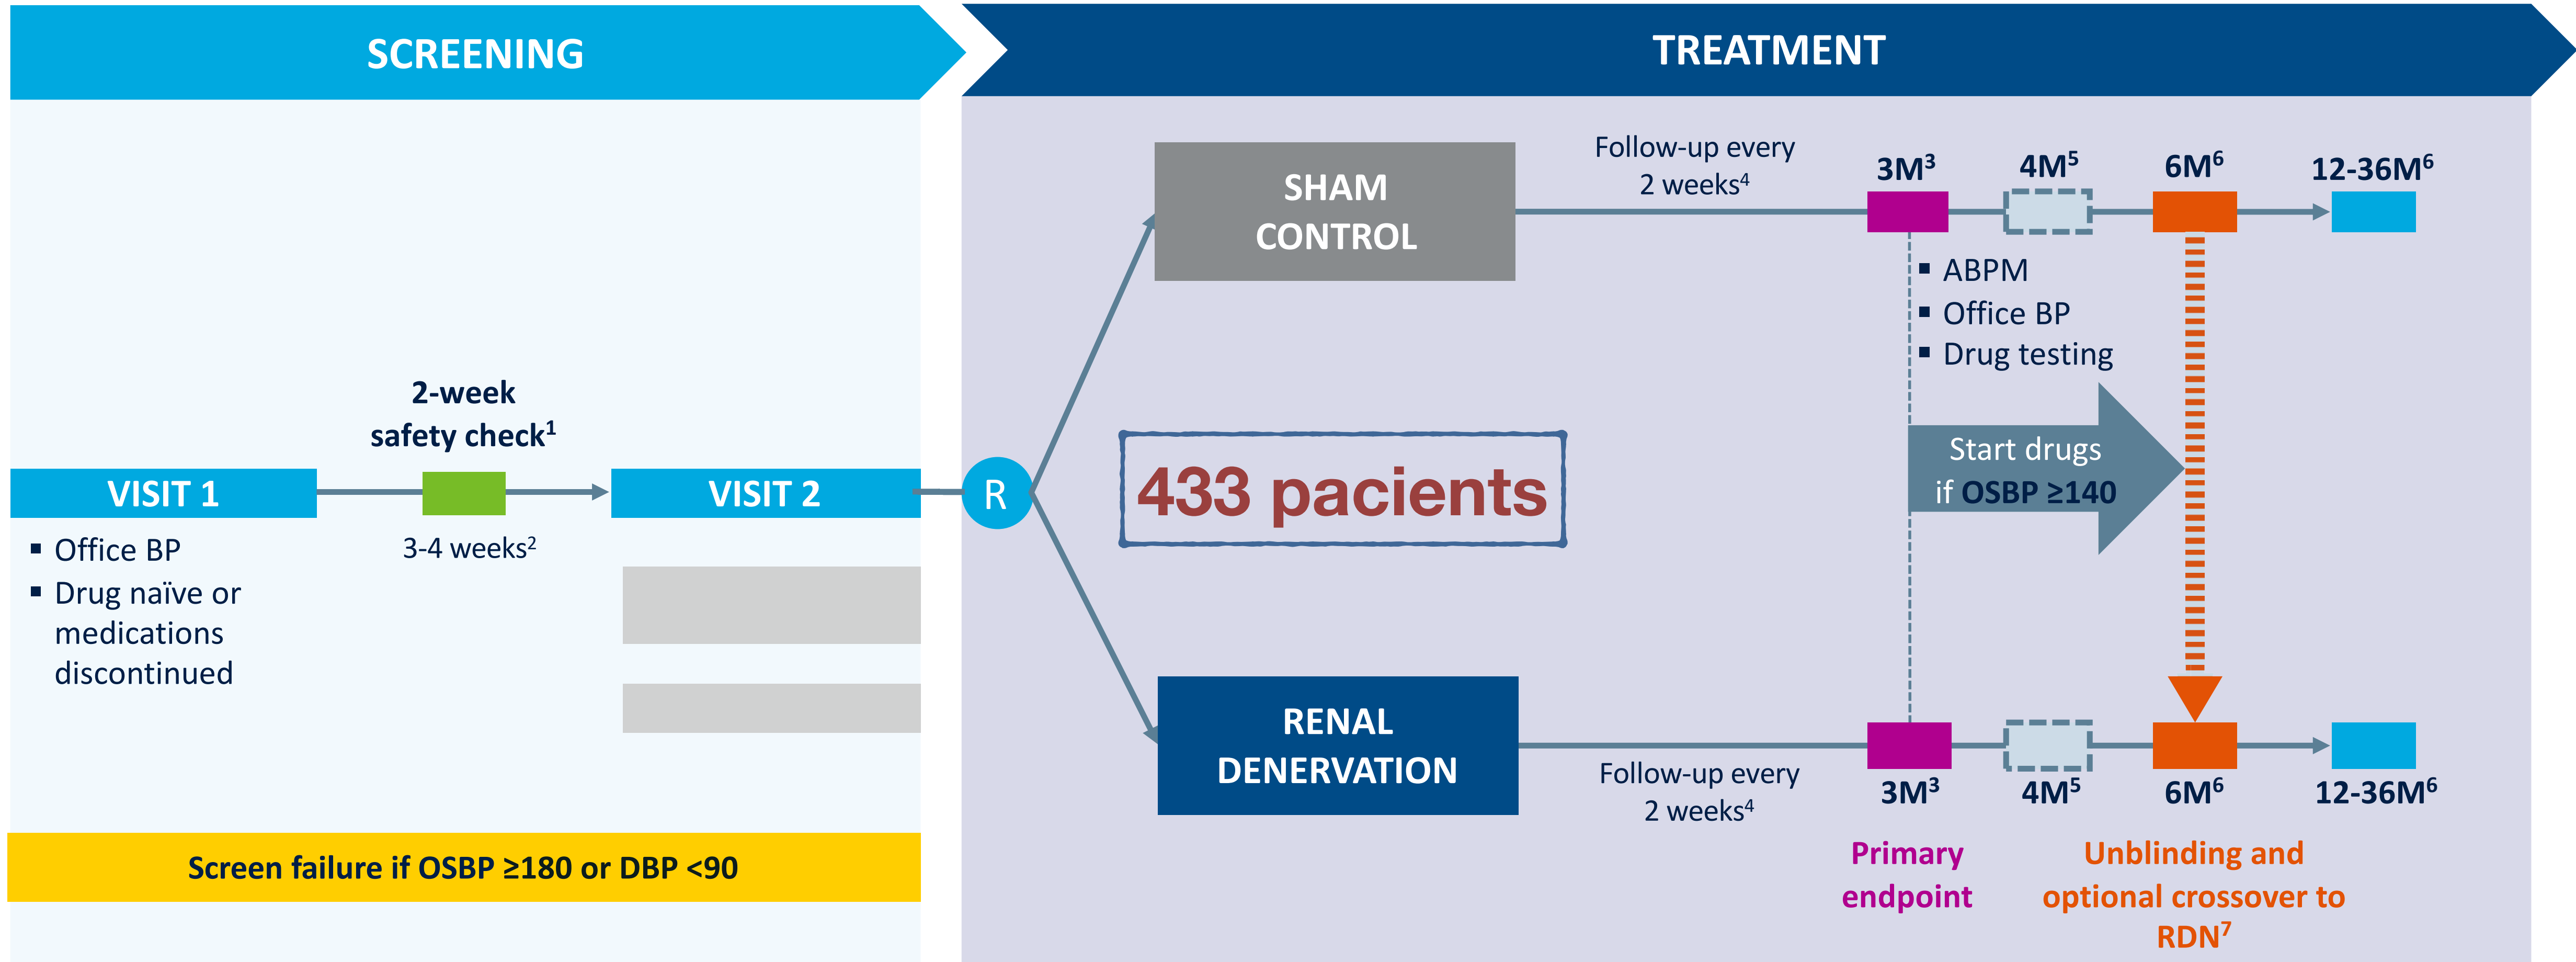 SCREENING
TREATMENT
2-week
safety check¹
VISIT 1
VISIT 2
▪ Office BP
▪ Drug naïve or
medications
discontinued
3-4 weeks²
Screen failure if OSBP ≥180 or DBP <90
R
SHAM
CONTROL
Follow-up every
2 weeks⁴
3M³
4M⁵
6M⁶
12-36M⁶
▪ ABPM
▪ Office BP
▪ Drug testing
433 pacients
Start drugs
if OSBP ≥140
RENAL
DENERVATION
Follow-up every
2 weeks⁴
3M³
4M⁵
6M⁶
12-36M⁶
Primary
endpoint
Unblinding and
optional crossover to
RDN⁷